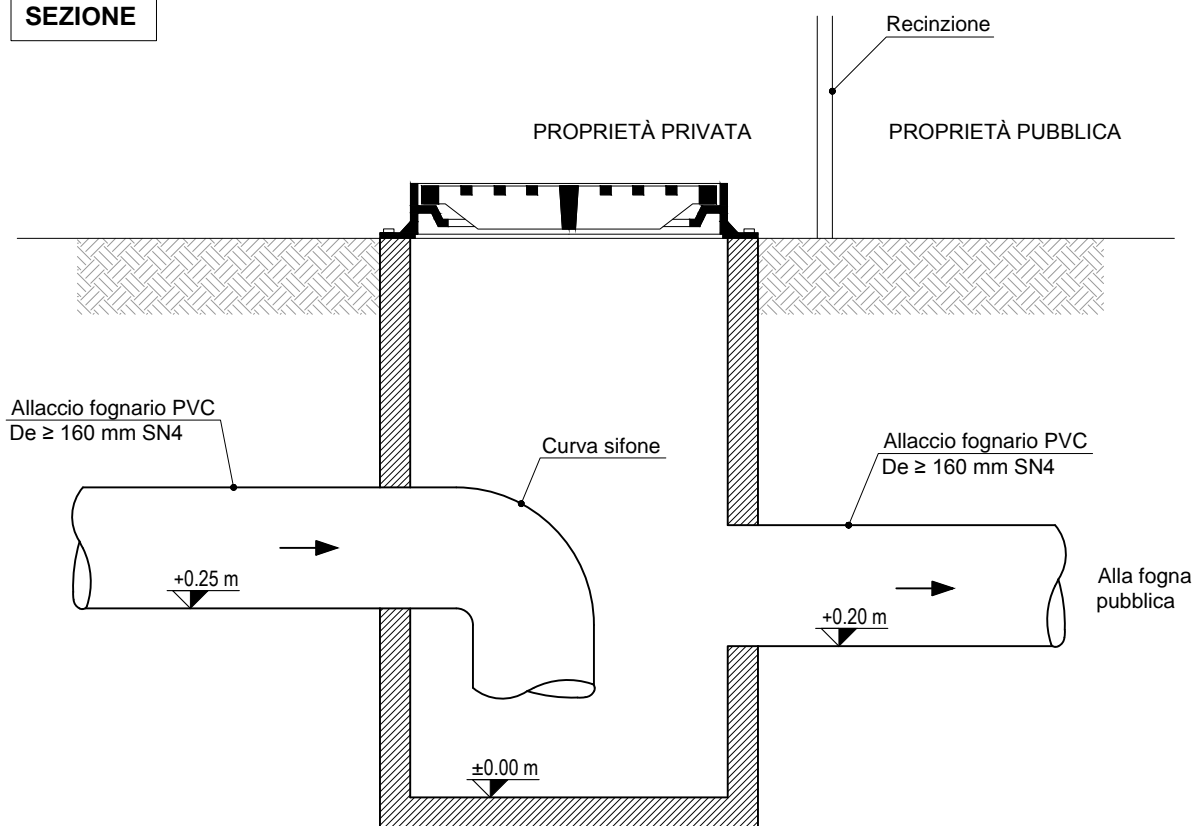 SEZIONE
Recinzione
PROPRIETÀ PRIVATA
PROPRIETÀ PUBBLICA
Allaccio fognario PVC
De ≥ 160 mm SN4
Curva sifone
Allaccio fognario PVC
De ≥ 160 mm SN4
+0.25 m
+0.20 m
Alla fogna
pubblica
±0.00 m